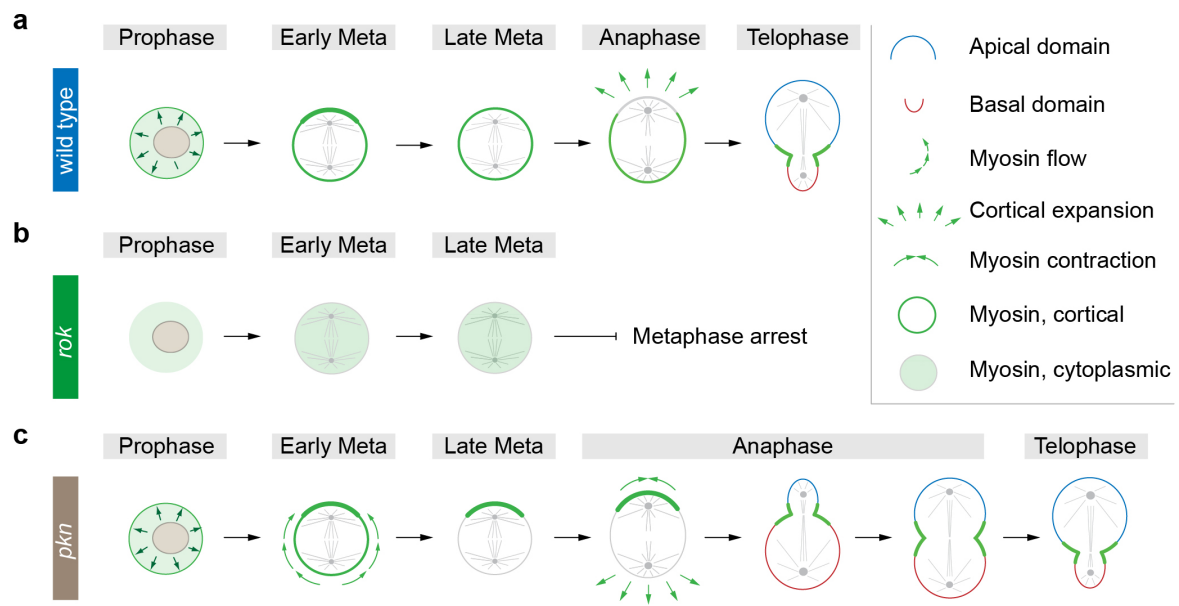 a
Prophase
Early Meta
Late Meta
Anaphase
Telophase
wild type
b
Prophase
Early Meta
Late Meta
rok
Metaphase arrest
c
Prophase
Early Meta
Late Meta
Anaphase
Telophase
pkn
Apical domain
Basal domain
Myosin flow
Cortical expansion
Myosin contraction
Myosin, cortical
Myosin, cytoplasmic